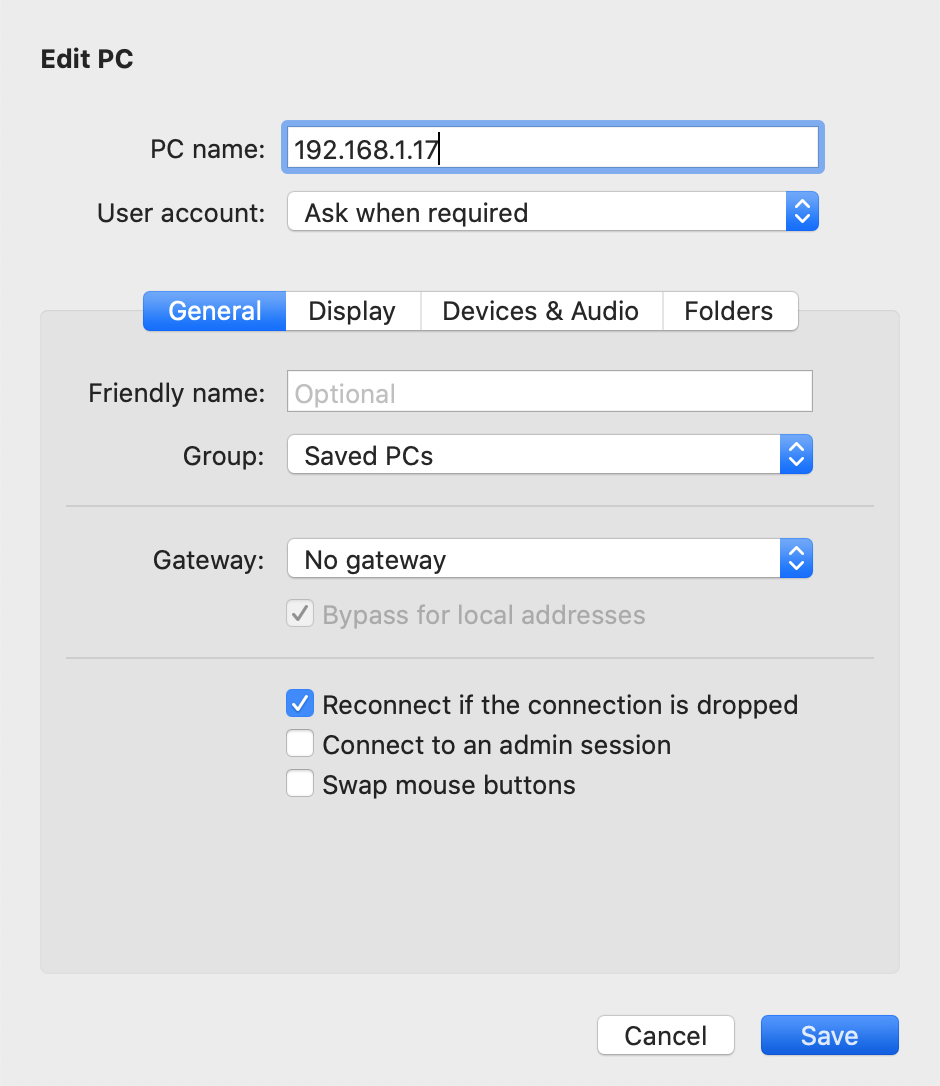 Edit PC
PC name: 192.168.1.17
User account: Ask when required
General Display Devices & Audio Folders
Friendly name: Optional
Group: Saved PCs
Gateway: No gateway
Bypass for local addresses
Reconnect if the connection is dropped
Connect to an admin session
Swap mouse buttons
Cancel Save